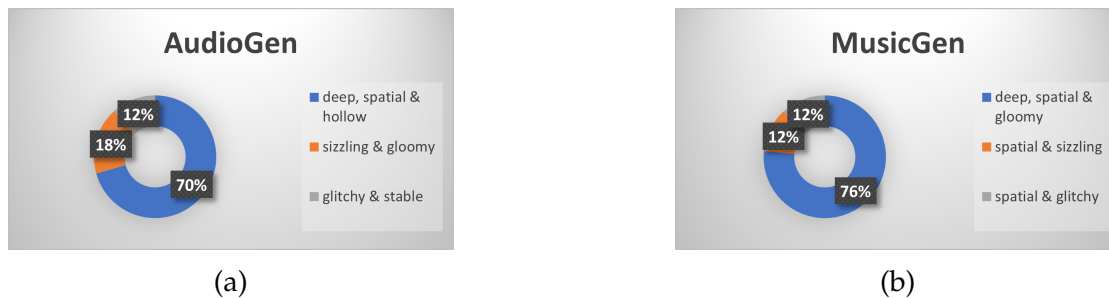 AudioGen
deep, spatial &
hollow
sizzling & gloomy
glitchy & stable
12%
18%
70%
(a)
MusicGen
deep, spatial &
gloomy
spatial & sizzling
spatial & glitchy
12%
12%
76%
(b)